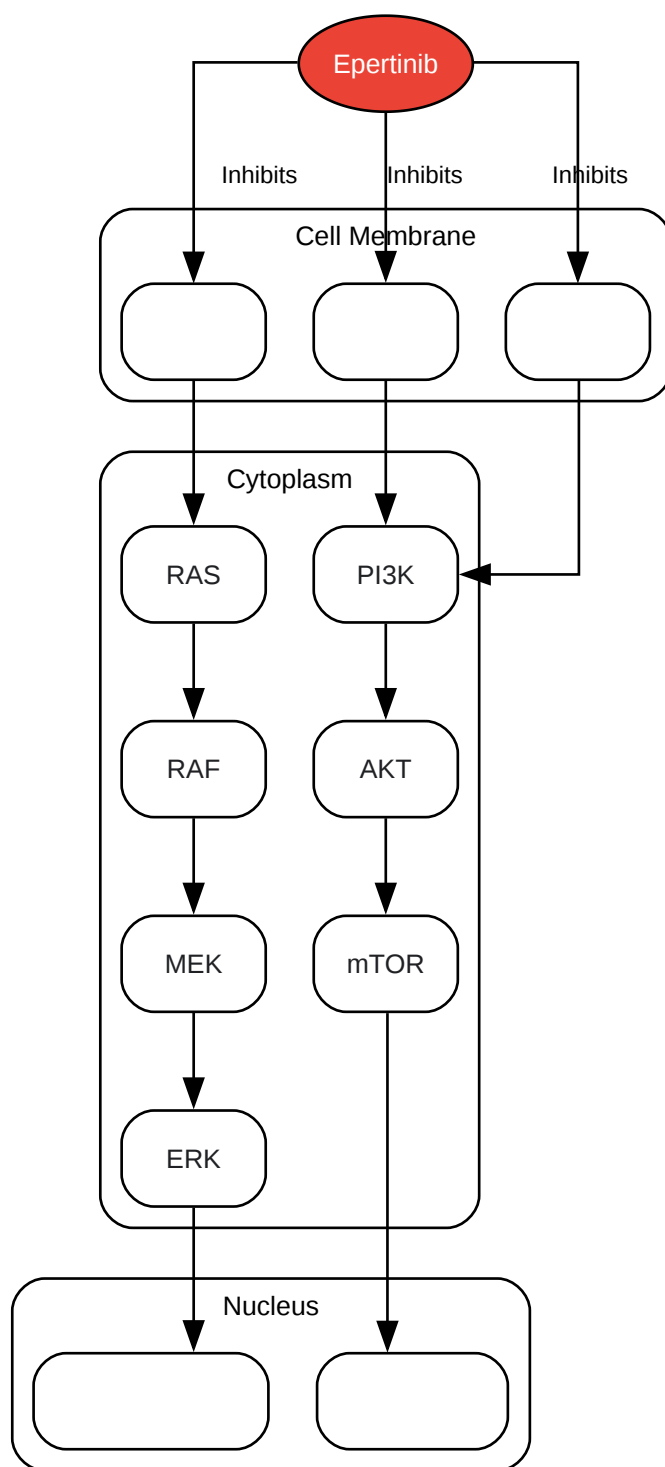 Epertinib
Inhibits
Inhibits
Inhibits
Cell Membrane
Cytoplasm
RAS
PI3K
RAF
AKT
MEK
mTOR
ERK
Nucleus